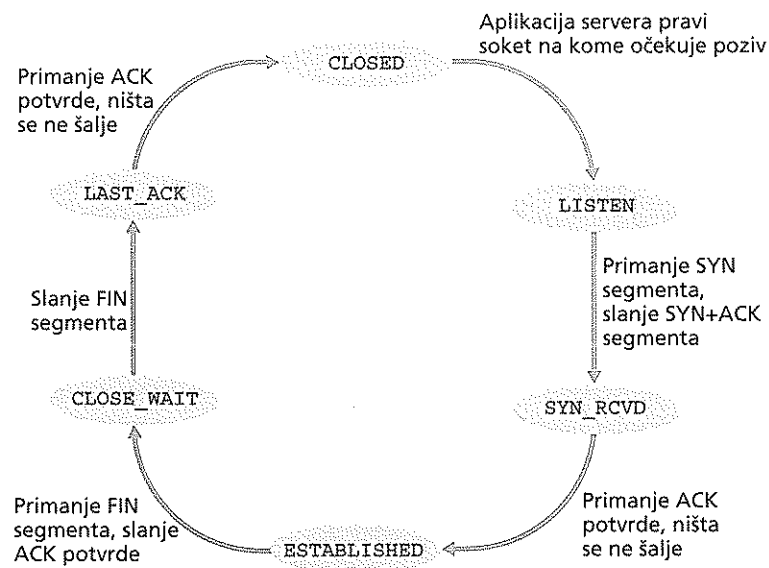 Aplikacija servera pravi
soket na kome očekuje poziv
CLOSED
Primanje ACK
potvrde, ništa
se ne šalje
LAST_ACK
LISTEN
Primanje SYN
segmenta,
slanje SYN+ACK
segmenta
Slanje FIN
segmenta
CLOSE_WAIT
SYN_RCVD
Primanje FIN
segmenta, slanje
ACK potvrde
ESTABLISHED
Primanje ACK
potvrde, ništa
se ne šalje